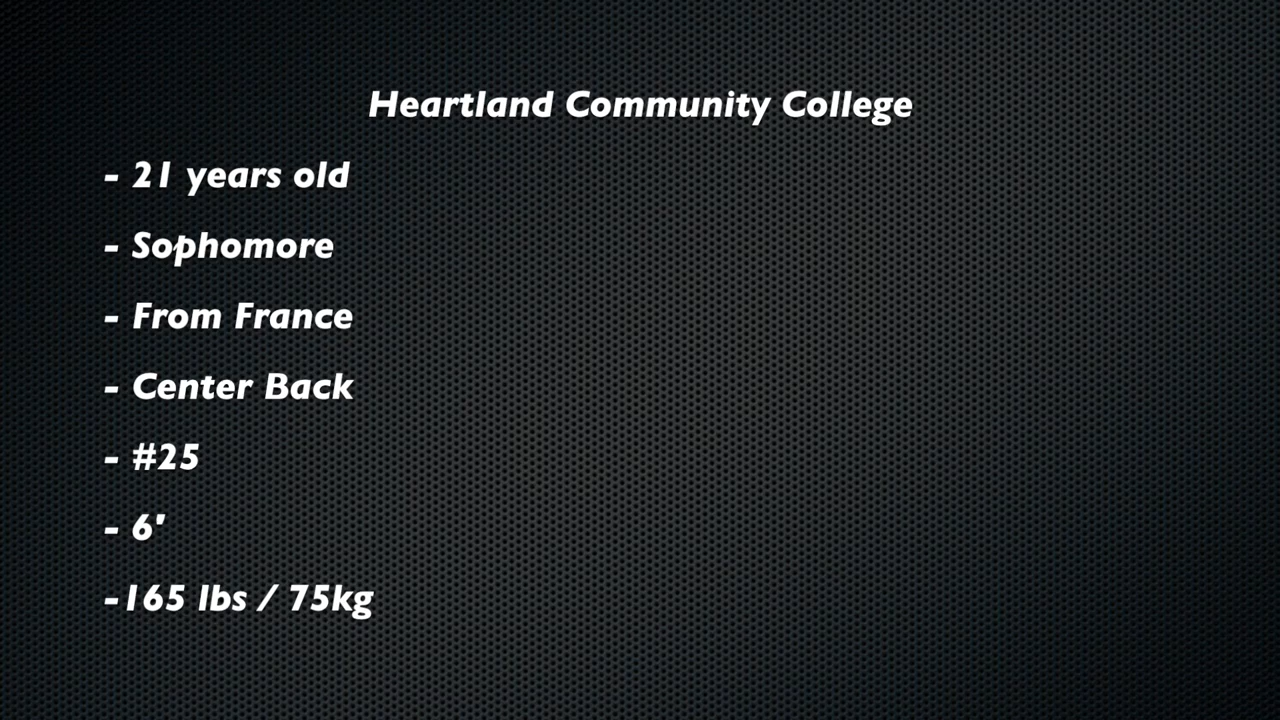 Heartland Community College
- 21 years old
- Sophomore
- From France
- Center Back
- #25
- 6'
-165 lbs / 75kg